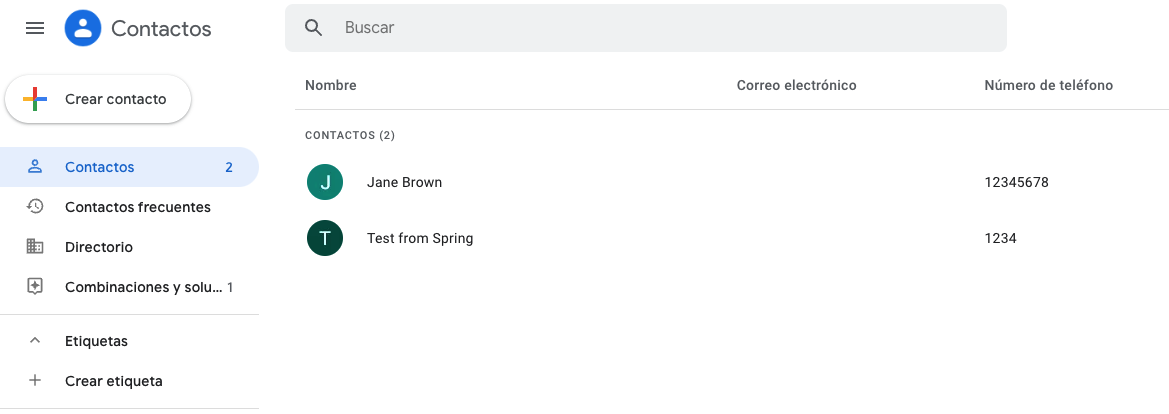 Contactos
Buscar
Crear contacto
Nombre Correo electrónico Número de teléfono
CONTACTOS (2)
Contactos 2
J Jane Brown 12345678
Contactos frecuentes
T Test from Spring 1234
Directorio
Combinaciones y solu... 1
Etiquetas
Crear etiqueta